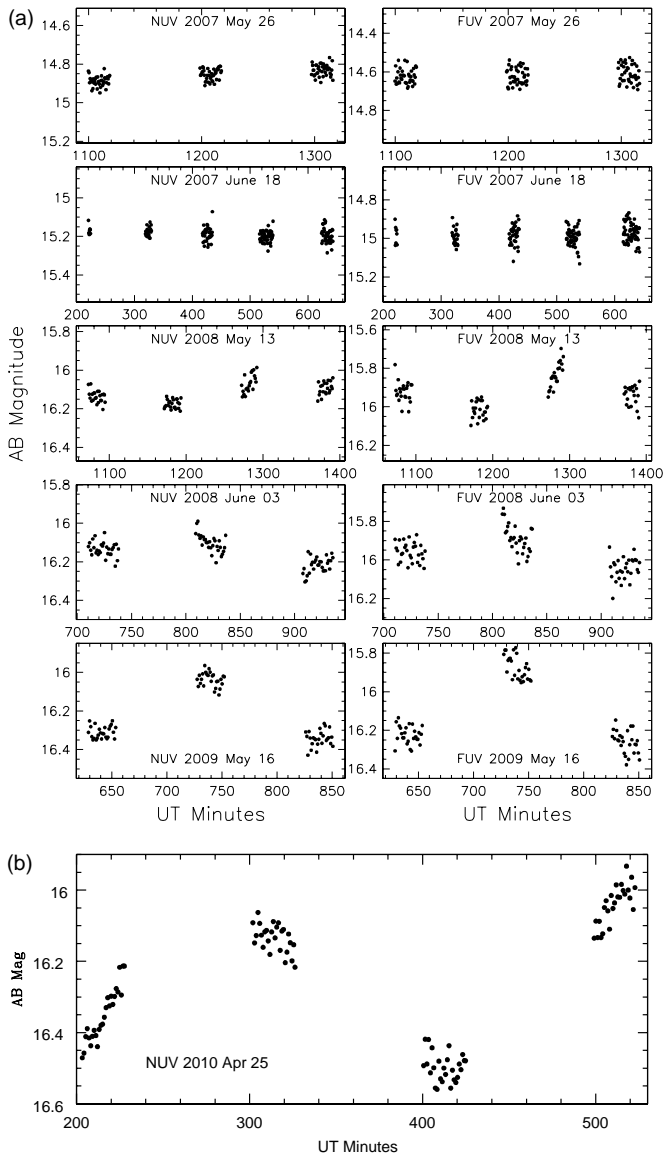 (a)
NUV 2007 May 26
FUV 2007 May 26
14.6
14.8
15
15.2
14.4
14.6
14.8
1100 1200 1300
1100 1200 1300
NUV 2007 June 18
FUV 2007 June 18
15
15.2
15.4
14.8
15
15.2
200 300 400 500 600
200 300 400 500 600
NUV 2008 May 13
FUV 2008 May 13
15.8
16
16.2
16.4
15.6
15.8
16
16.2
1100 1200 1300 1400
1100 1200 1300 1400
AB Magnitude
NUV 2008 June 03
FUV 2008 June 03
15.8
16
16.2
16.4
15.8
16
16.2
700 750 800 850 900
700 750 800 850 900
NUV 2009 May 16
FUV 2009 May 16
16
16.2
16.4
15.8
16
16.2
16.4
650 700 750 800 850
650 700 750 800 850
UT Minutes
UT Minutes
(b)
16
16.2
16.4
16.6
AB Mag
NUV 2010 Apr 25
200 300 400 500
UT Minutes